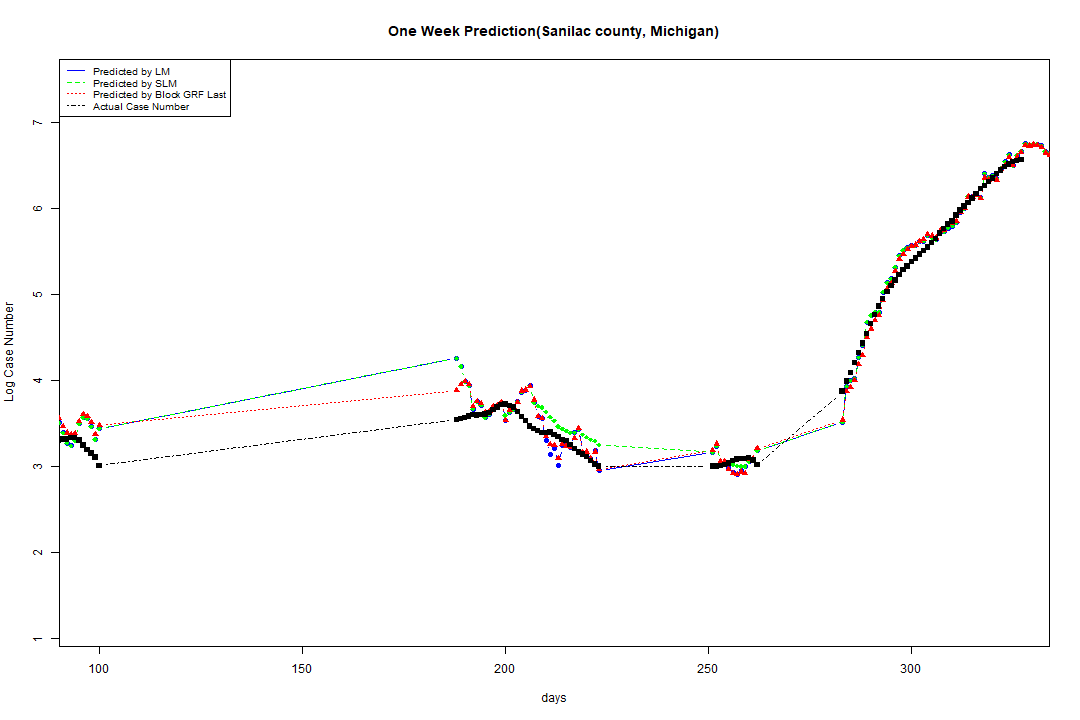 One Week Prediction(Sanilac county, Michigan)
Predicted by LM
Predicted by SLM
Predicted by Block GRF Last
Actual Case Number
7
6
5
4
3
2
1
Log Case Number
100
150
200
250
300
days